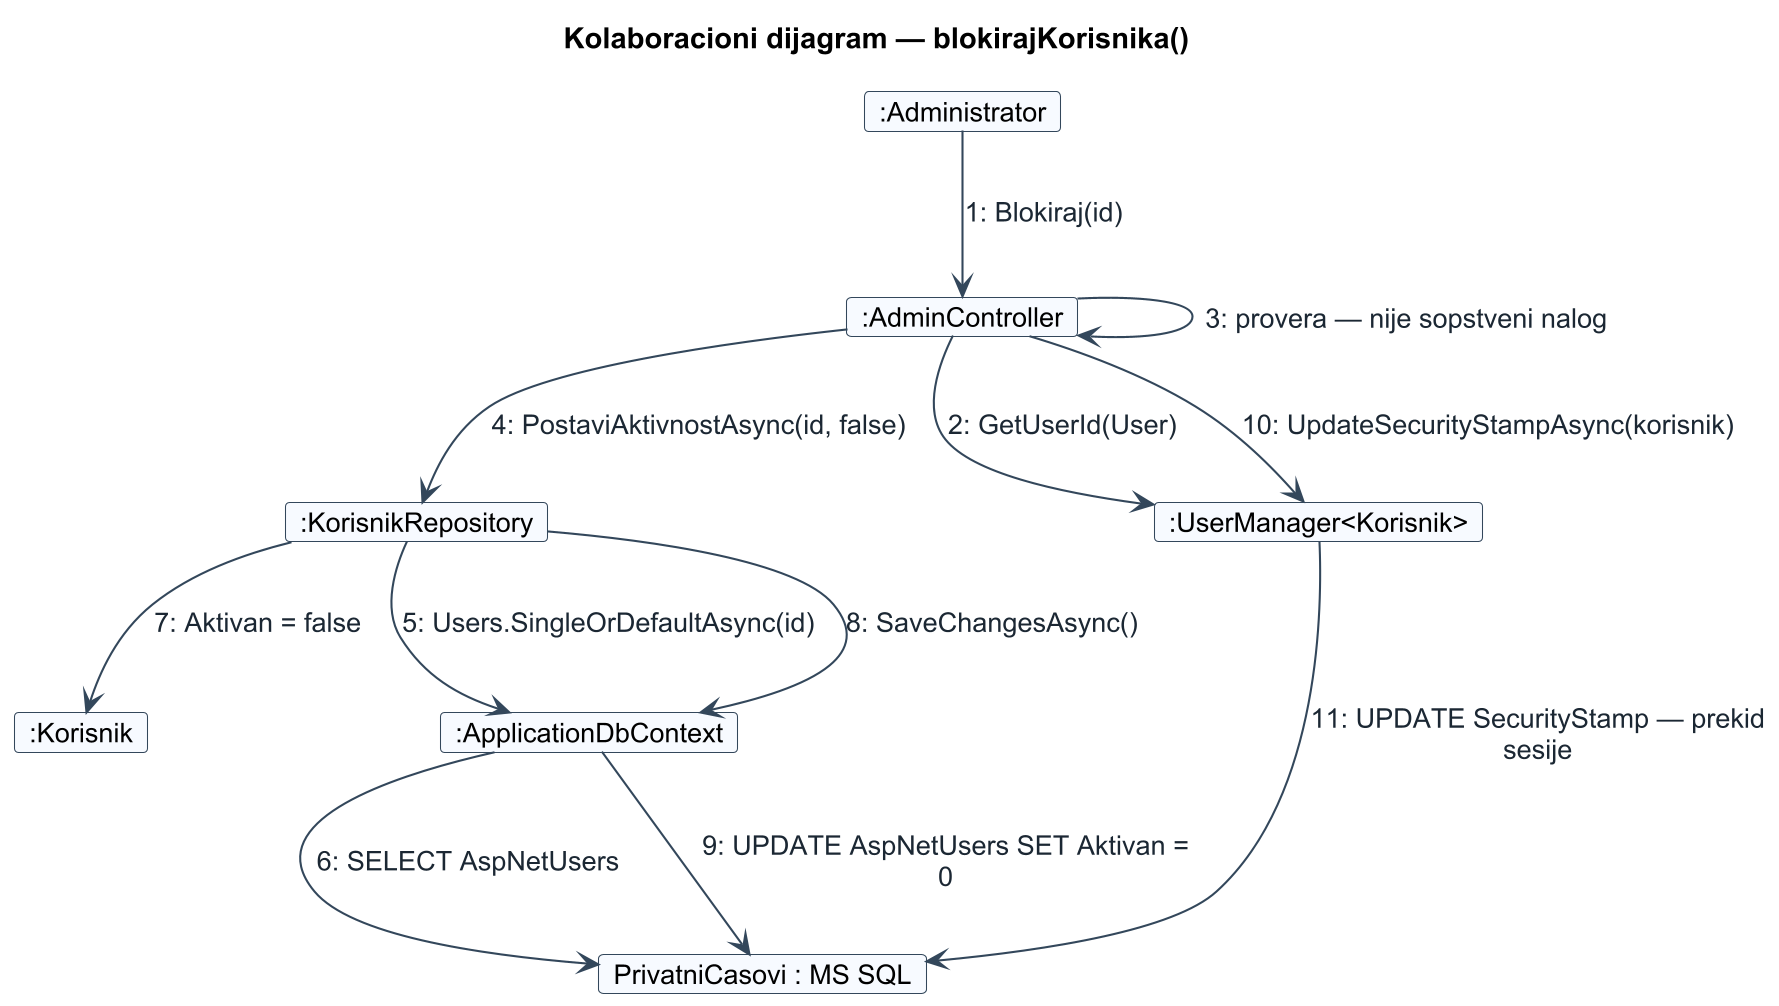 Kolaboracioni dijagram — blokirajKorisnika()
:Administrator
1: Blokiraj(id)
:AdminController
3: provera — nije sopstveni nalog
4: PostaviAktivnostAsync(id, false)
2: GetUserId(User)
10: UpdateSecurityStampAsync(korisnik)
:KorisnikRepository
:UserManager<Korisnik>
7: Aktivan = false
5: Users.SingleOrDefaultAsync(id)
8: SaveChangesAsync()
:Korisnik
:ApplicationDbContext
11: UPDATE SecurityStamp — prekid
sesije
6: SELECT AspNetUsers
9: UPDATE AspNetUsers SET Aktivan =
0
PrivatniCasovi : MS SQL